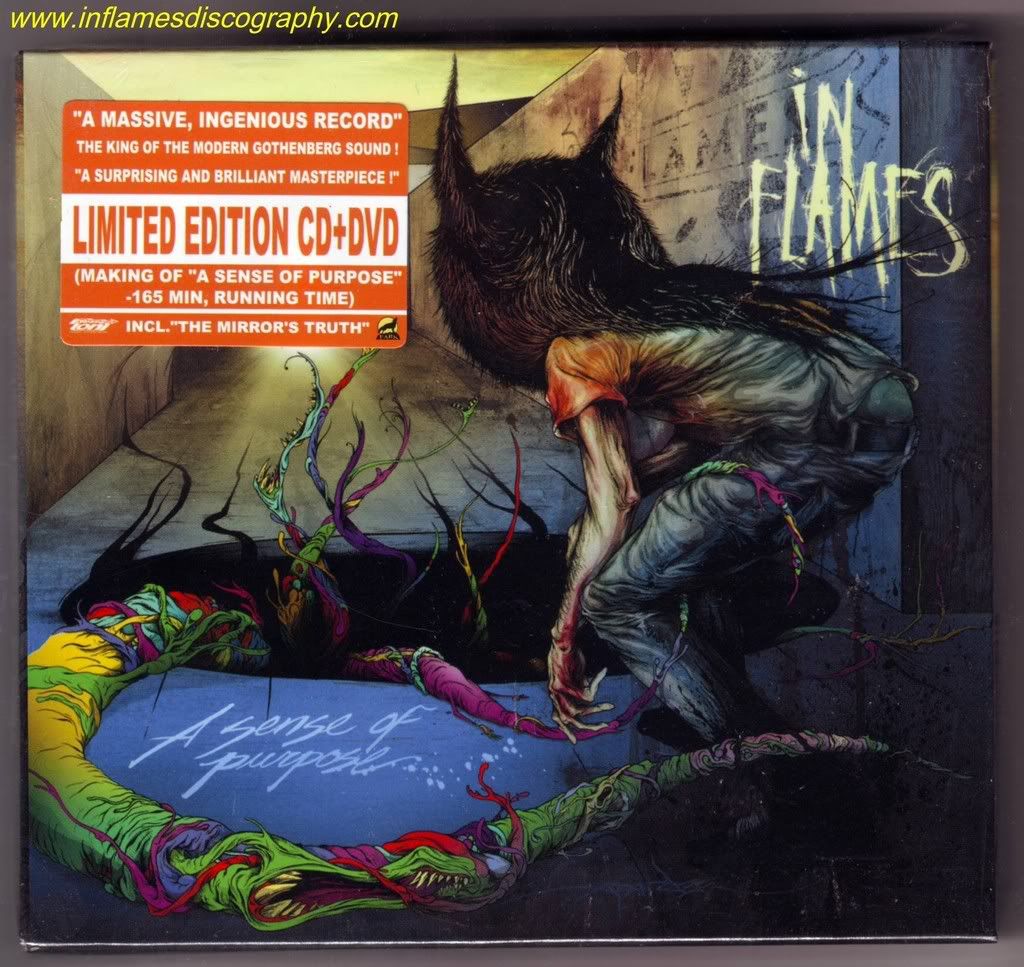 www.inflamesdiscography.com
"A MASSIVE, INGENIOUS RECORD"
THE KING OF THE MODERN GOTHENBERG SOUND !
"A SURPRISING AND BRILLIANT MASTERPIECE !"
LIMITED EDITION CD+DVD
(MAKING OF "A SENSE OF PURPOSE"
-165 MIN, RUNNING TIME)
INCL."THE MIRROR'S TRUTH"
iN
FLAMES
A sense of
purpose